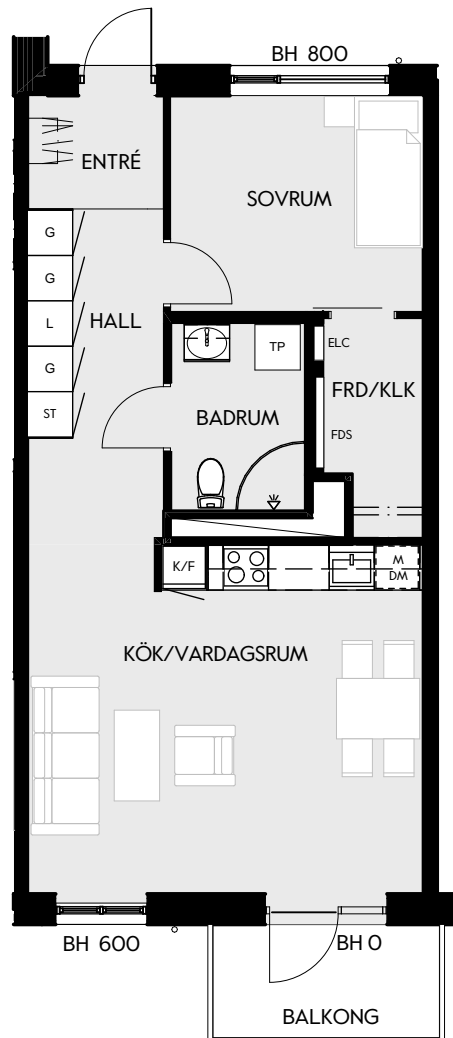 BH 800
ENTRÉ
SOVRUM
G
G
L
HALL
G
ST
TP
ELC
FRD/KLK
BADRUM
FDS
K/F
M
DM
KÖK/VARDAGSRUM
BH 600
BH 0
BALKONG